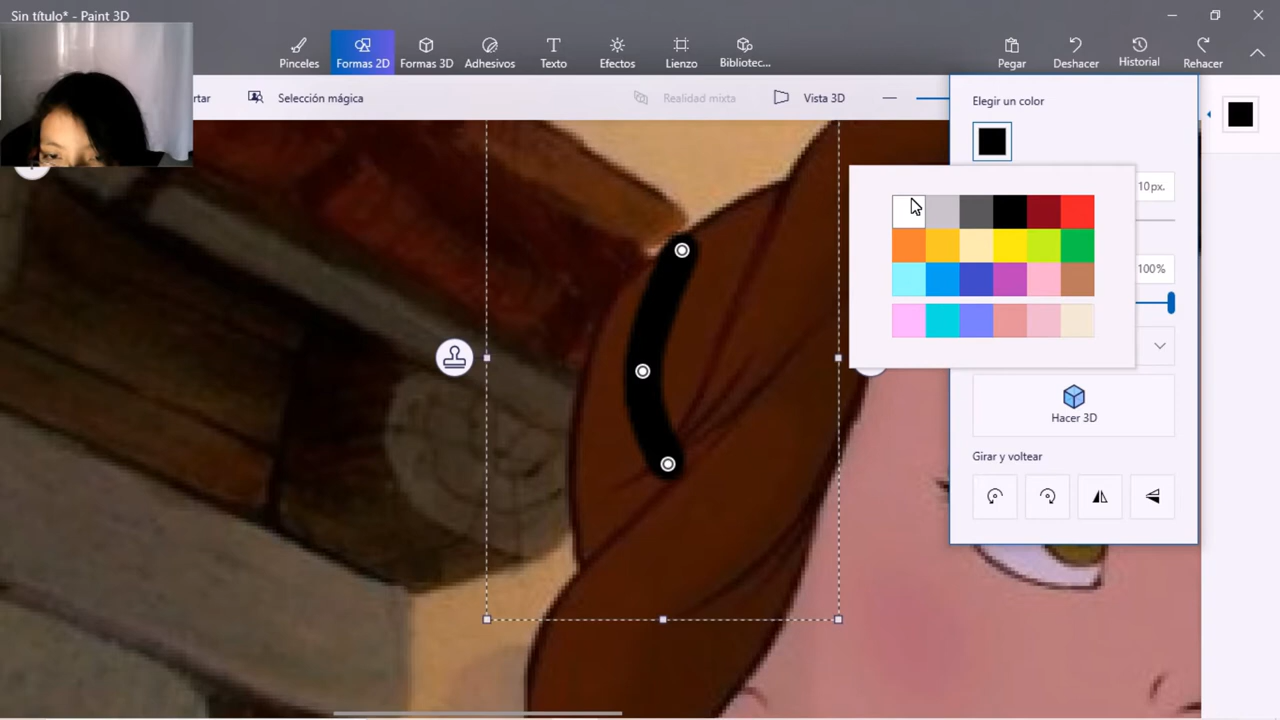 Sin título* - Paint 3D
Pinceles
Formas 2D
Formas 3D
Adhesivos
Texto
Efectos
Lienzo
Bibliotec...
Pegar
Deshacer
Historial
Rehacer
rtar
Selección mágica
Realidad mixta
Vista 3D
Elegir un color
10px.
100%
Hacer 3D
Girar y voltear